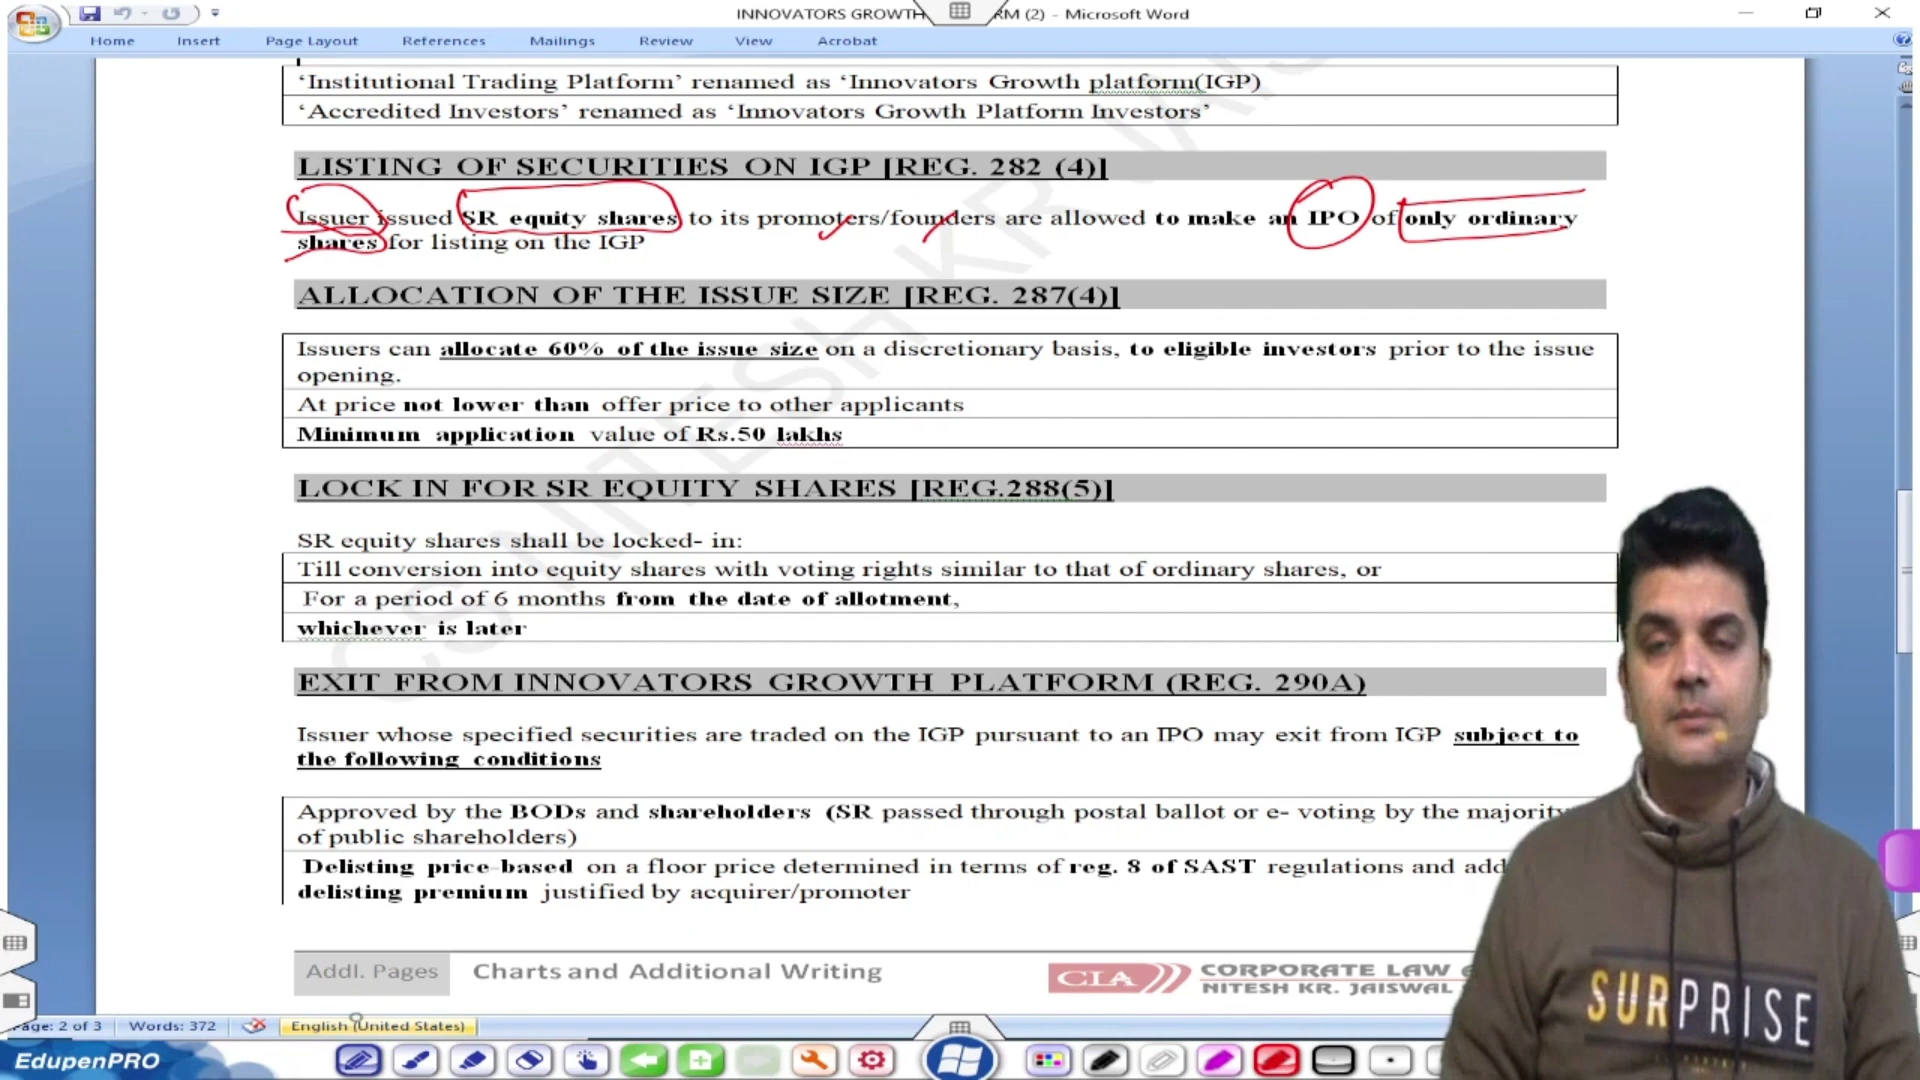 INNOVATORS GROWTH RM (2) - Microsoft Word
Home Insert Page Layout References Mailings Review View Acrobat
‘Institutional Trading Platform’ renamed as ‘Innovators Growth platform(IGP)
‘Accredited Investors’ renamed as ‘Innovators Growth Platform Investors’
LISTING OF SECURITIES ON IGP [REG. 282 (4)]
Issuer issued SR equity shares to its promoters/founders are allowed to make an IPO of only ordinary
shares for listing on the IGP
ALLOCATION OF THE ISSUE SIZE [REG. 287(4)]
Issuers can allocate 60% of the issue size on a discretionary basis, to eligible investors prior to the issue
opening.
At price not lower than offer price to other applicants
Minimum application value of Rs.50 lakhs
LOCK IN FOR SR EQUITY SHARES [REG.288(5)]
SR equity shares shall be locked- in:
Till conversion into equity shares with voting rights similar to that of ordinary shares, or
For a period of 6 months from the date of allotment,
whichever is later
EXIT FROM INNOVATORS GROWTH PLATFORM (REG. 290A)
Issuer whose specified securities are traded on the IGP pursuant to an IPO may exit from IGP subject to
the following conditions
Approved by the BODs and shareholders (SR passed through postal ballot or e- voting by the majority
of public shareholders)
Delisting price-based on a floor price determined in terms of reg. 8 of SAST regulations and add
delisting premium justified by acquirer/promoter
Addl. Pages Charts and Additional Writing CLA CORPORATE LAW
NITESH KR. JAISWAL
CS NITESH KR JAIS
Page: 2 of 3 Words: 372 English (United States)
EdupenPRO
SURPRISE